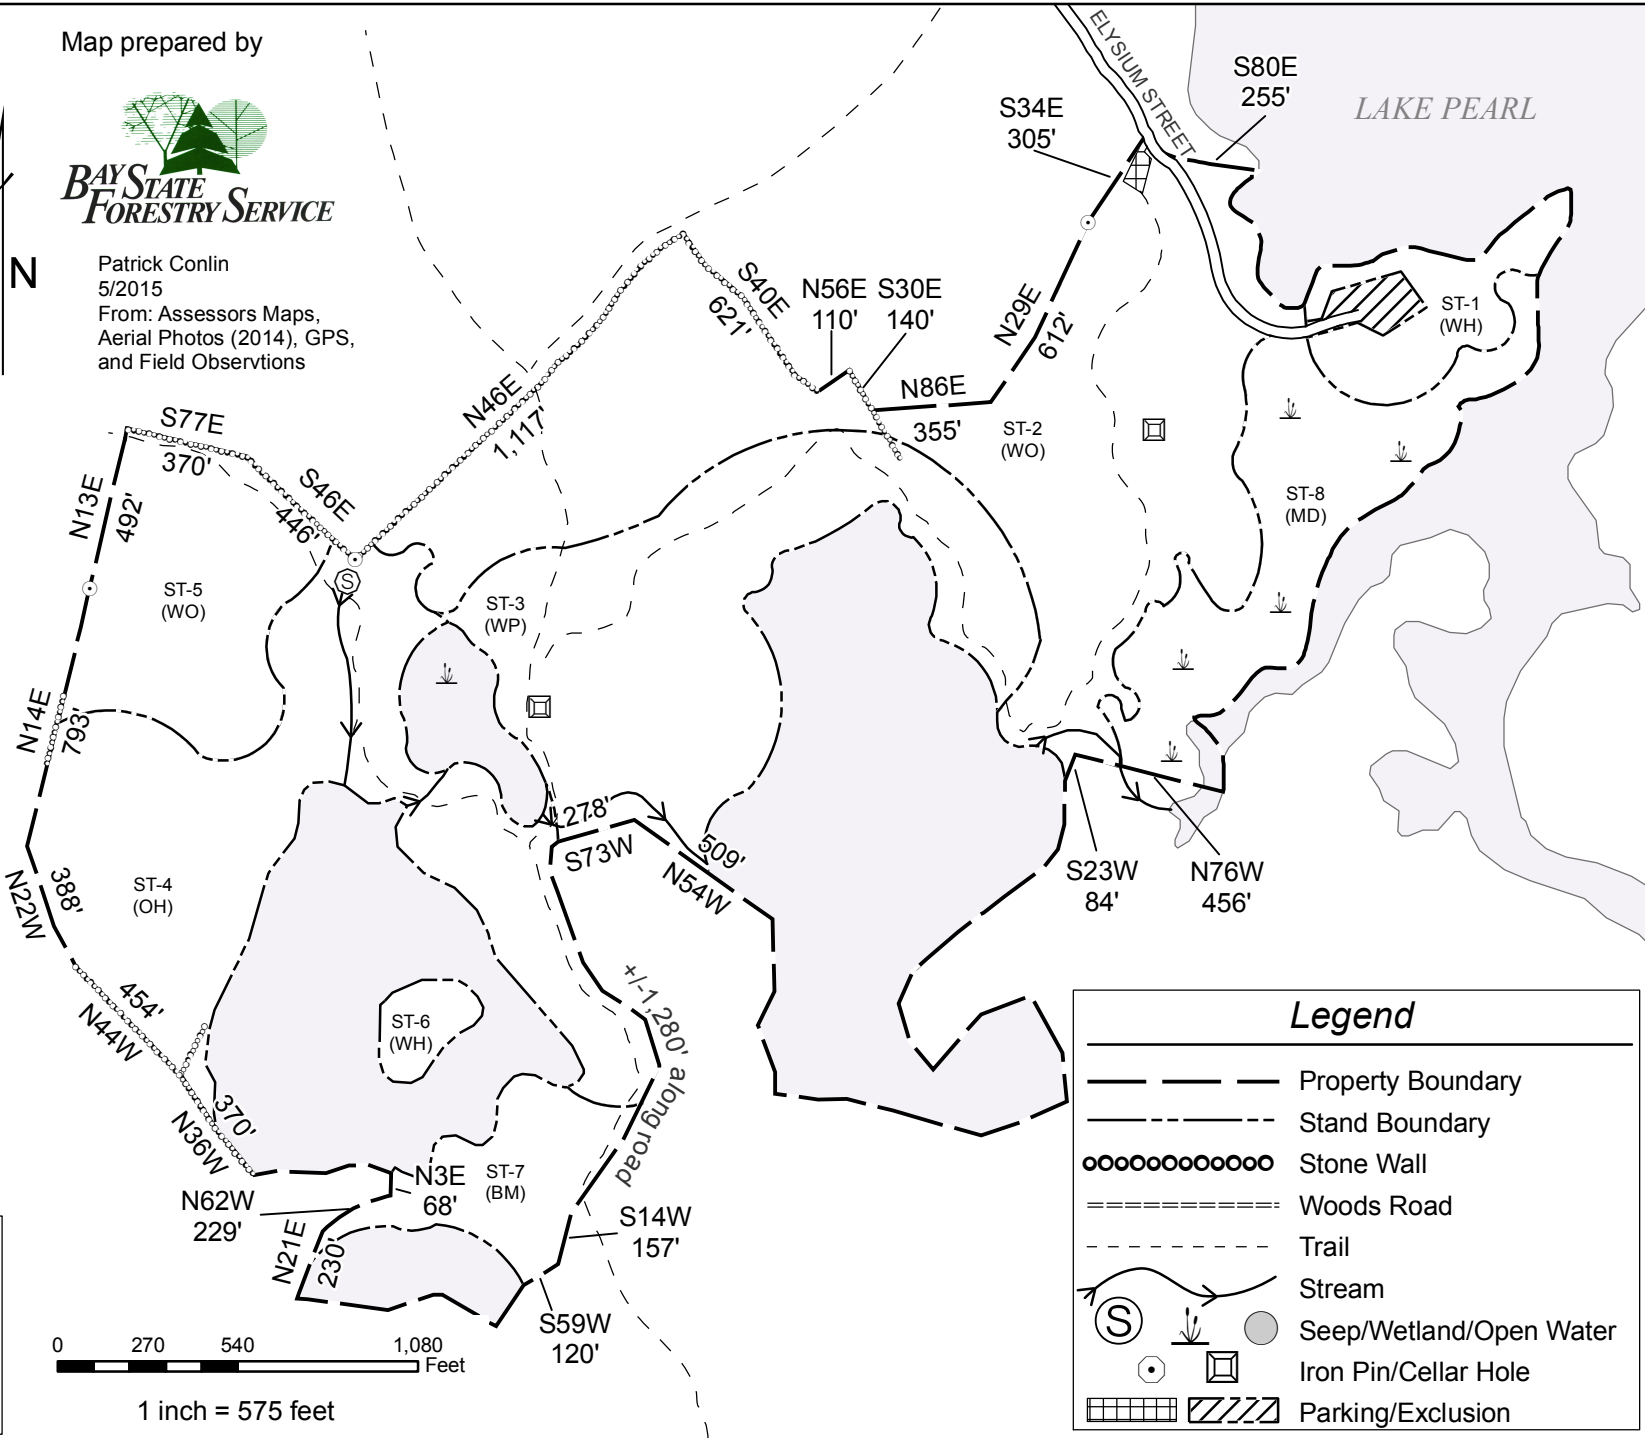 Map prepared by
BAY STATE
FORESTRY SERVICE
N
Patrick Conlin
5/2015
From: Assessors Maps,
Aerial Photos (2014), GPS,
and Field Observtions
ELYSIUM STREET
LAKE PEARL
S80E
255'
S34E
305'
N29E
612'
N56E
110'
S30E
140'
S40E
621'
N86E
355'
N46E
1,117'
S77E
370'
S46E
446'
N13E
492'
S
ST-1
(WH)
ST-2
(WO)
ST-8
(MD)
ST-5
(WO)
ST-3
(WP)
N14E
793'
278'
S73W
509'
N54W
S23W
84'
N76W
456'
388'
N22W
ST-4
(OH)
454'
N44W
ST-6
(WH)
+/-1,280' along road
370'
N36W
N3E
68'
ST-7
(BM)
N62W
229'
N21E
230'
S14W
157'
S59W
120'
0 270 540 1,080
Feet
1 inch = 575 feet
Legend
Property Boundary
Stand Boundary
Stone Wall
Woods Road
Trail
Stream
S Seep/Wetland/Open Water
Iron Pin/Cellar Hole
Parking/Exclusion